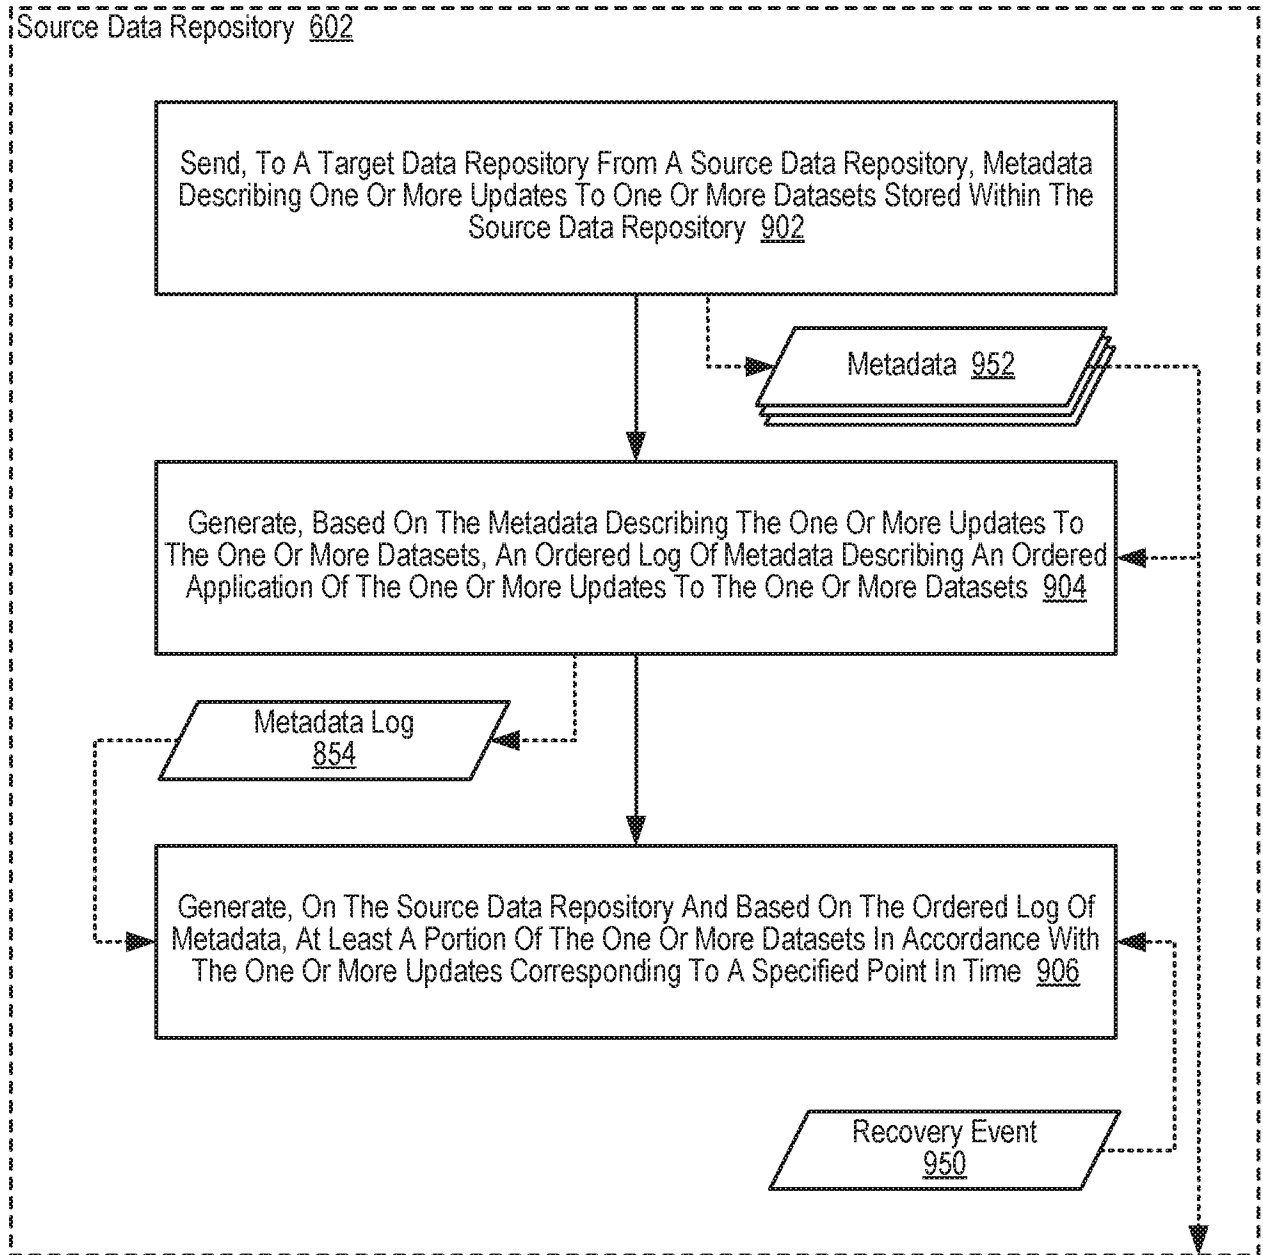 Source Data Repository 602
Send, To A Target Data Repository From A Source Data Repository, Metadata
Describing One Or More Updates To One Or More Datasets Stored Within The
Source Data Repository 902
Metadata 952
Generate, Based On The Metadata Describing The One Or More Updates To
The One Or More Datasets, An Ordered Log Of Metadata Describing An Ordered
Application Of The One Or More Updates To The One Or More Datasets 904
Metadata Log
854
Generate, On The Source Data Repository And Based On The Ordered Log Of
Metadata, At Least A Portion Of The One Or More Datasets In Accordance With
The One Or More Updates Corresponding To A Specified Point In Time 906
Recovery Event
950